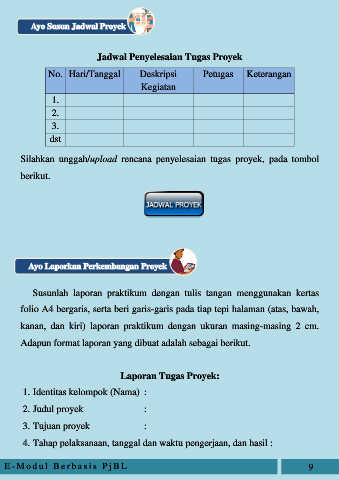 Ayo Susun Jadwal Proyek
Jadwal Penyelesaian Tugas Proyek
No. Hari/Tanggal Deskripsi Kegiatan Petugas Keterangan
1.
2.
3.
dst
Silahkan unggah/upload rencana penyelesaian tugas proyek, pada tombol
berikut.
JADWAL PROYEK
Ayo Laporkan Perkembangan Proyek
Susunlah laporan praktikum dengan tulis tangan menggunakan kertas
folio A4 bergaris, serta beri garis-garis pada tiap tepi halaman (atas, bawah,
kanan, dan kiri) laporan praktikum dengan ukuran masing-masing 2 cm.
Adapun format laporan yang dibuat adalah sebagai berikut.
Laporan Tugas Proyek:
1. Identitas kelompok (Nama) :
2. Judul proyek :
3. Tujuan proyek :
4. Tahap pelaksanaan, tanggal dan waktu pengerjaan, dan hasil :
E-Modul Berbasis PjBL 9